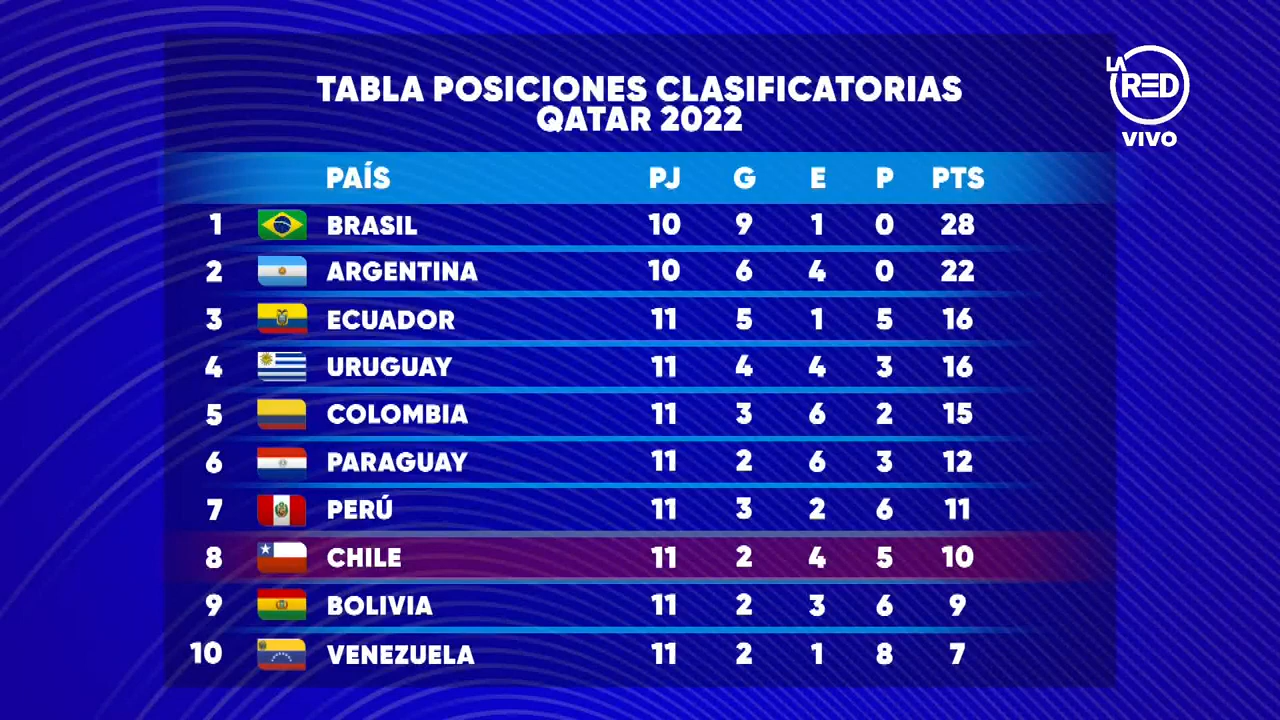 TABLA POSICIONES CLASIFICATORIAS
QATAR 2022
LA RED
VIVO
PAÍS PJ G E P PTS
1 BRASIL 10 9 1 0 28
2 ARGENTINA 10 6 4 0 22
3 ECUADOR 11 5 1 5 16
4 URUGUAY 11 4 4 3 16
5 COLOMBIA 11 3 6 2 15
6 PARAGUAY 11 2 6 3 12
7 PERÚ 11 3 2 6 11
8 CHILE 11 2 4 5 10
9 BOLIVIA 11 2 3 6 9
10 VENEZUELA 11 2 1 8 7